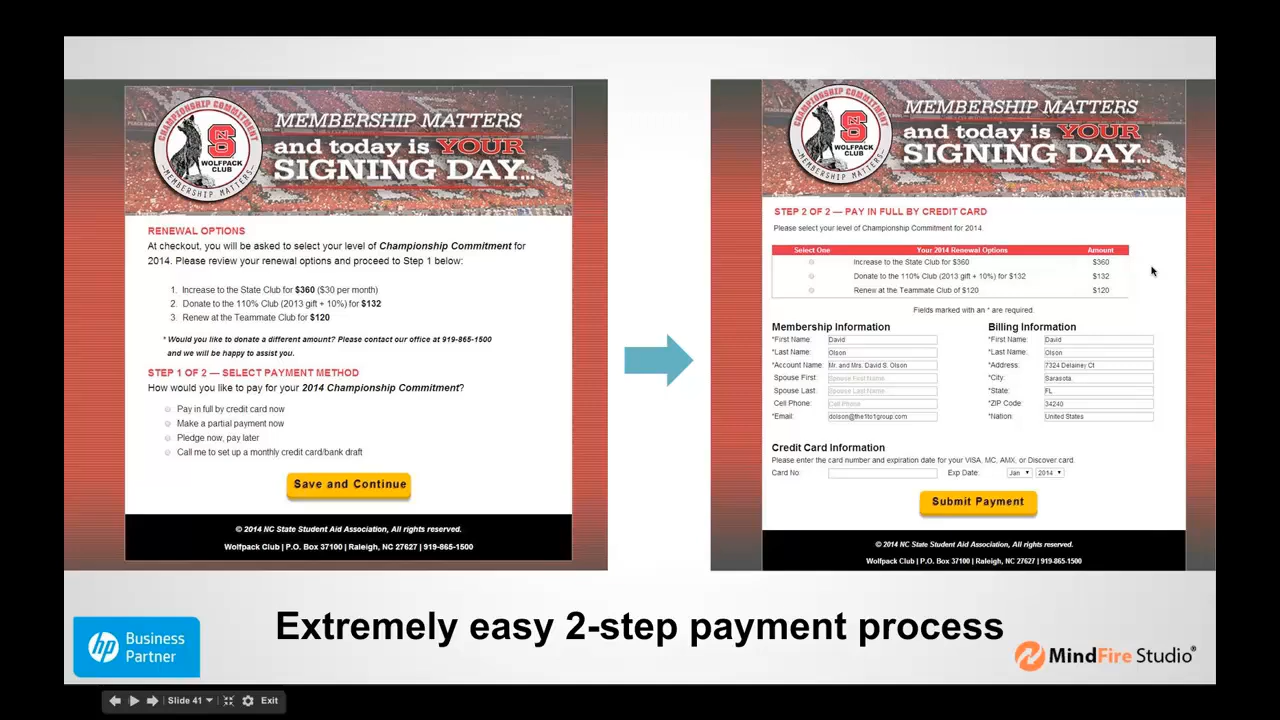 CHAMPIONSHIP COMMITMENT
S
WOLFPACK
CLUB
—MEMBERSHIP MATTERS—
MEMBERSHIP MATTERS
and today is YOUR
SIGNING DAY...
RENEWAL OPTIONS
At checkout, you will be asked to select your level of Championship Commitment for
2014. Please review your renewal options and proceed to Step 1 below:
1. Increase to the State Club for $360 ($30 per month)
2. Donate to the 110% Club (2013 gift + 10%) for $132
3. Renew at the Teammate Club for $120
* Would you like to donate a different amount? Please contact our office at 919-865-1500
and we will be happy to assist you.
STEP 1 OF 2 — SELECT PAYMENT METHOD
How would you like to pay for your 2014 Championship Commitment?
Pay in full by credit card now
Make a partial payment now
Pledge now, pay later
Call me to set up a monthly credit card/bank draft
Save and Continue
© 2014 NC State Student Aid Association, All rights reserved.
Wolfpack Club | P.O. Box 37100 | Raleigh, NC 27627 | 919-865-1500
CHAMPIONSHIP COMMITMENT
S
WOLFPACK
CLUB
—MEMBERSHIP MATTERS—
MEMBERSHIP MATTERS
and today is YOUR
SIGNING DAY...
STEP 2 OF 2 — PAY IN FULL BY CREDIT CARD
Please select your level of Championship Commitment for 2014.
Select One Your 2014 Renewal Options Amount
Increase to the State Club for $360 $360
Donate to the 110% Club (2013 gift + 10%) for $132 $132
Renew at the Teammate Club of $120 $120
Fields marked with an * are required.
Membership Information Billing Information
*First Name: David *First Name: David
*Last Name: Olson *Last Name: Olson
*Account Name: Mr. and Mrs. David S. Olson *Address: 7324 Delainey Ct
Spouse First: Spouse First Name *City: Sarasota
Spouse Last: Spouse Last Name *State: FL
Cell Phone: Cell Phone *ZIP Code: 34240
*Email: dolson@the1to1group.com *Nation: United States
Credit Card Information
Please enter the card number and expiration date for your VISA, MC, AMX, or Discover card.
Card No: Exp Date: Jan 2014
Submit Payment
© 2014 NC State Student Aid Association, All rights reserved.
Wolfpack Club | P.O. Box 37100 | Raleigh, NC 27627 | 919-865-1500
Extremely easy 2-step payment process
hp Business
Partner
MindFire Studio®
Slide 41 Exit